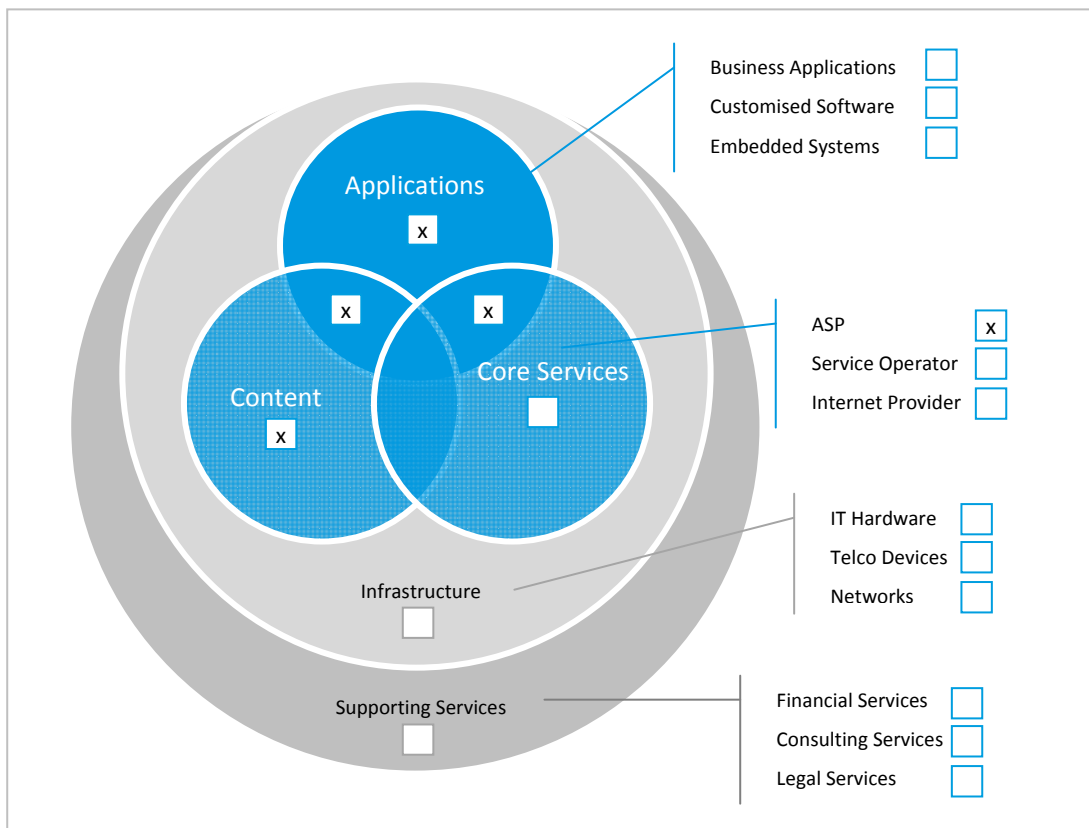 Business Applications
Customised Software
Embedded Systems
Applications
x
x
x
ASP x
Service Operator
Internet Provider
Core Services
Content
x
IT Hardware
Telco Devices
Networks
Infrastructure
Supporting Services
Financial Services
Consulting Services
Legal Services